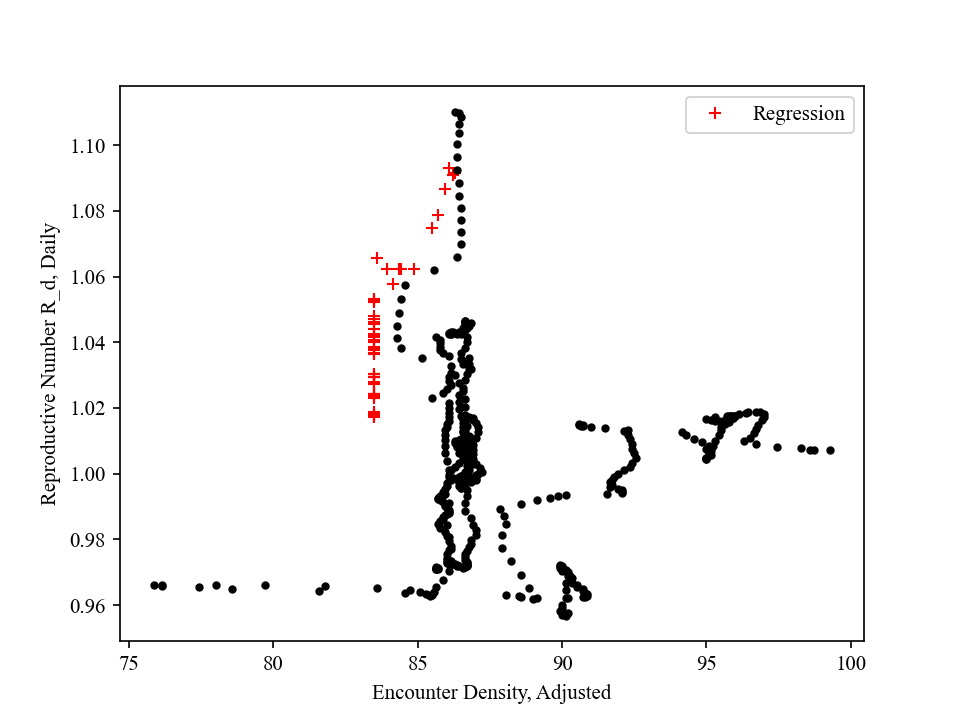 Regression
1.10
1.08
1.06
1.04
1.02
1.00
0.98
0.96
Reproductive Number R_d, Daily
75 80 85 90 95 100
Encounter Density, Adjusted